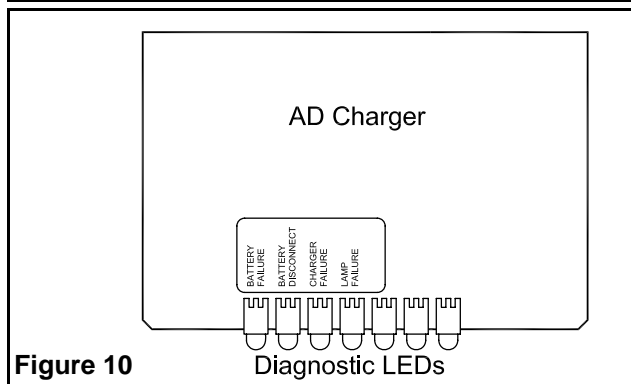 AD Charger
BATTERY
FAILURE
BATTERY
DISCONNECT
CHARGER
FAILURE
LAMP
FAILURE
Figure 10
Diagnostic LEDs